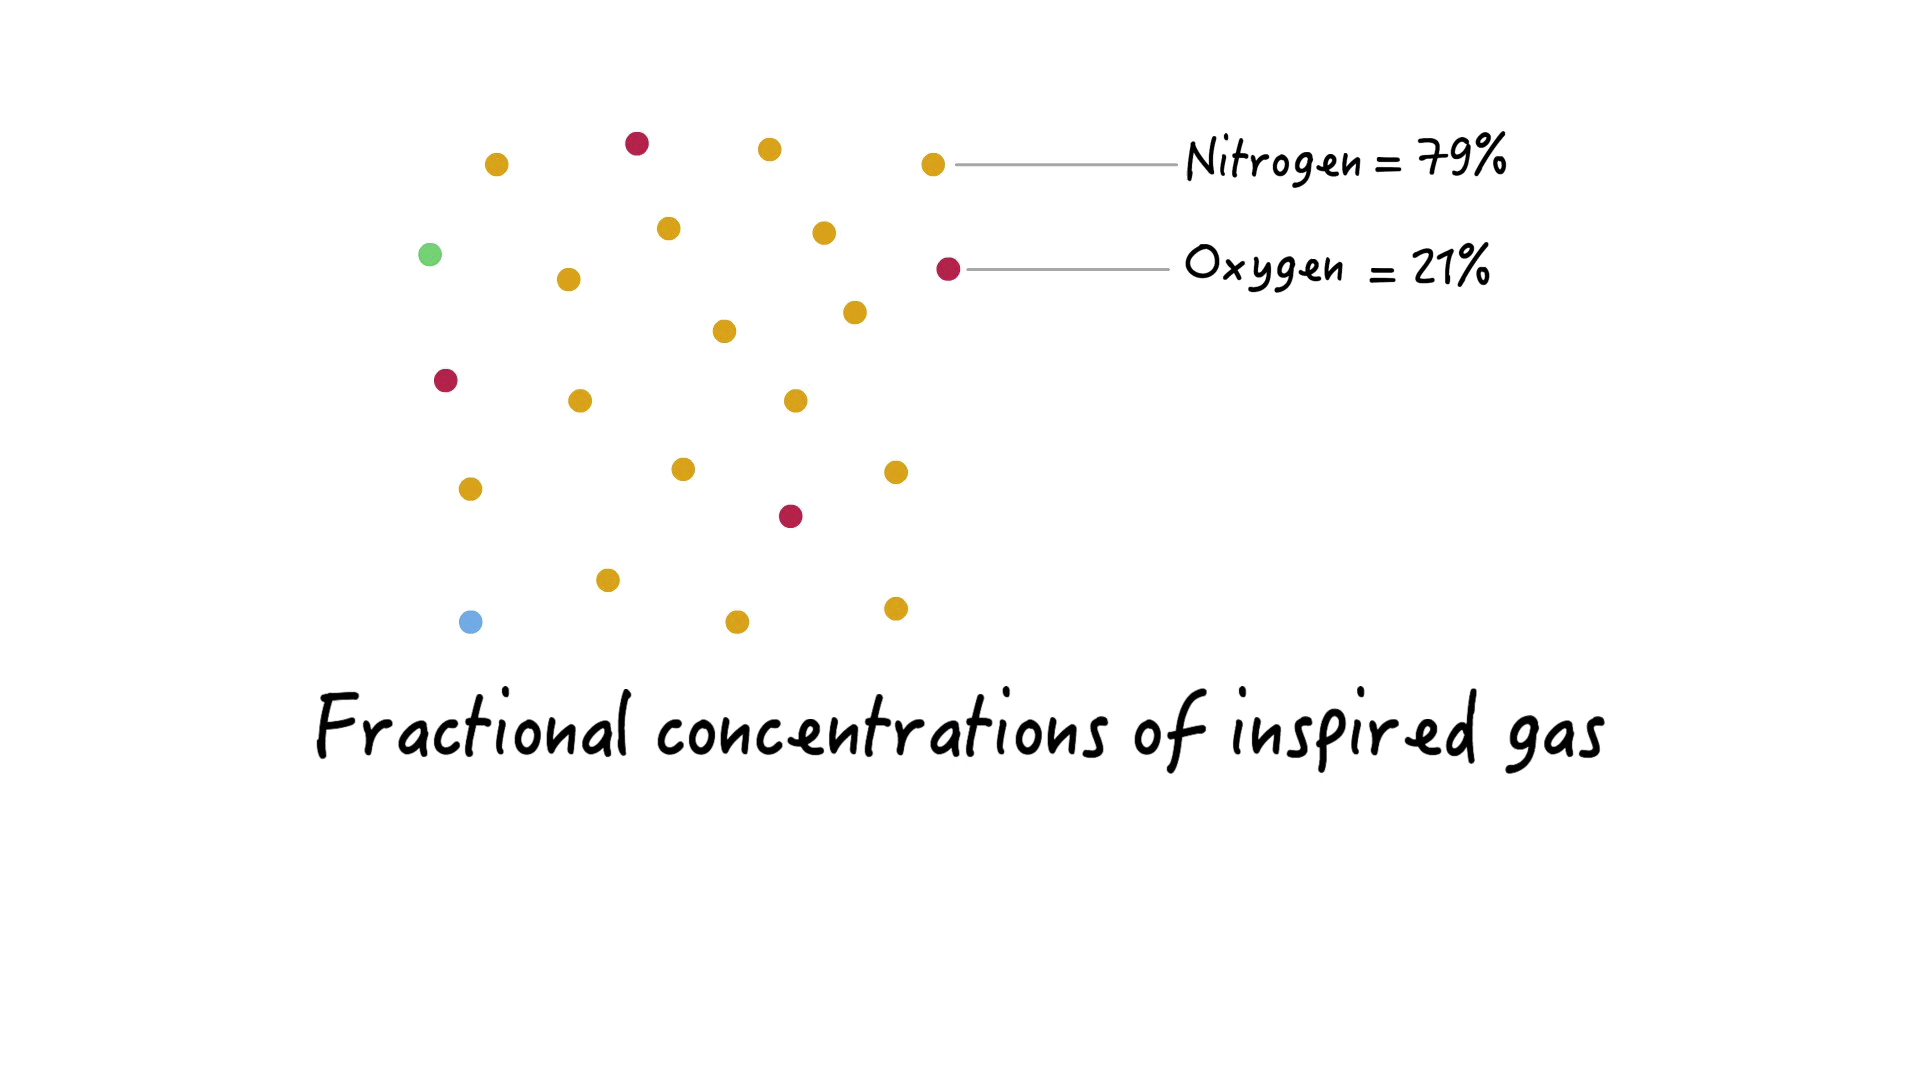 Nitrogen = 79%
Oxygen = 21%
Fractional concentrations of inspired gas